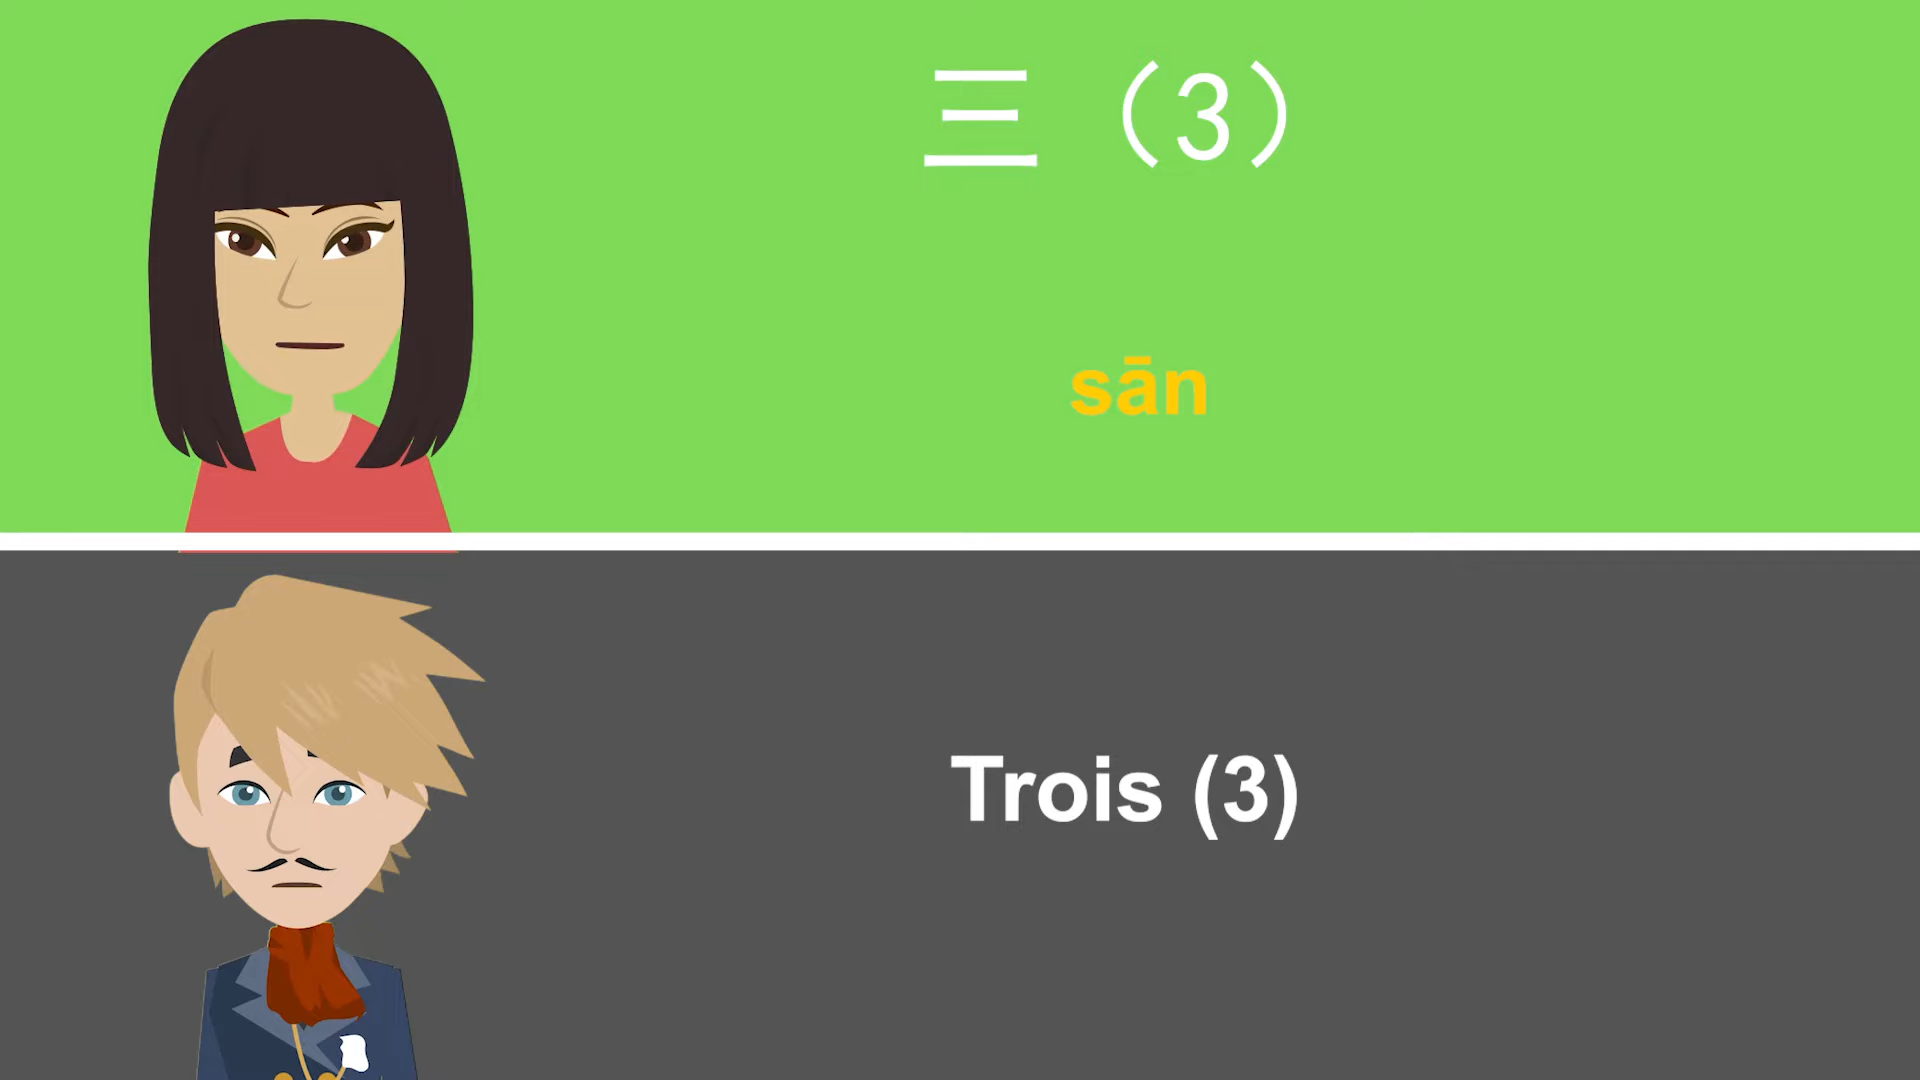 三（3）
sān
Trois (3)